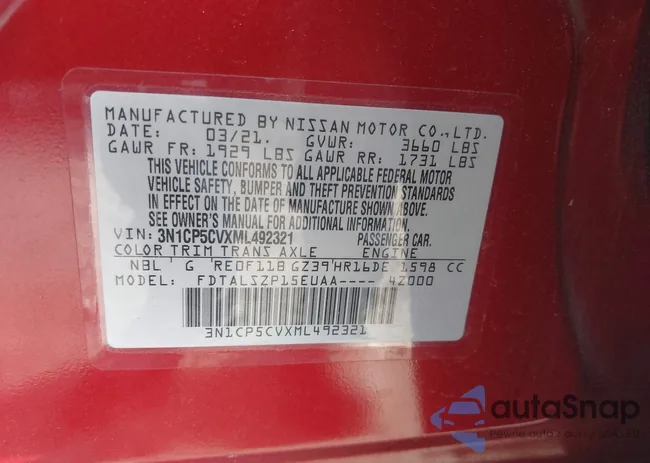 MANUFACTURED BY NISSAN MOTOR CO.,LTD.
DATE: 03/21. GVWR: 3660 LBS
GAWR FR: 1929 LBS GAWR RR: 1731 LBS
THIS VEHICLE CONFORMS TO ALL APPLICABLE FEDERAL MOTOR
VEHICLE SAFETY, BUMPER AND THEFT PREVENTION STANDARDS
IN EFFECT ON THE DATE OF MANUFACTURE SHOWN ABOVE.
SEE OWNER'S MANUAL FOR ADDITIONAL INFORMATION.
VIN: 3N1CP5CVXML492321 PASSENGER CAR.
COLOR TRIM TRANS AXLE ENGINE
NBL ' G 'RE0F11B GZ39'HR16DE 1598 CC
MODEL: FDTALSZP15EUAA---- 4Z000
3N1CP5CVXML492321
autoSnap
Pewne auta z